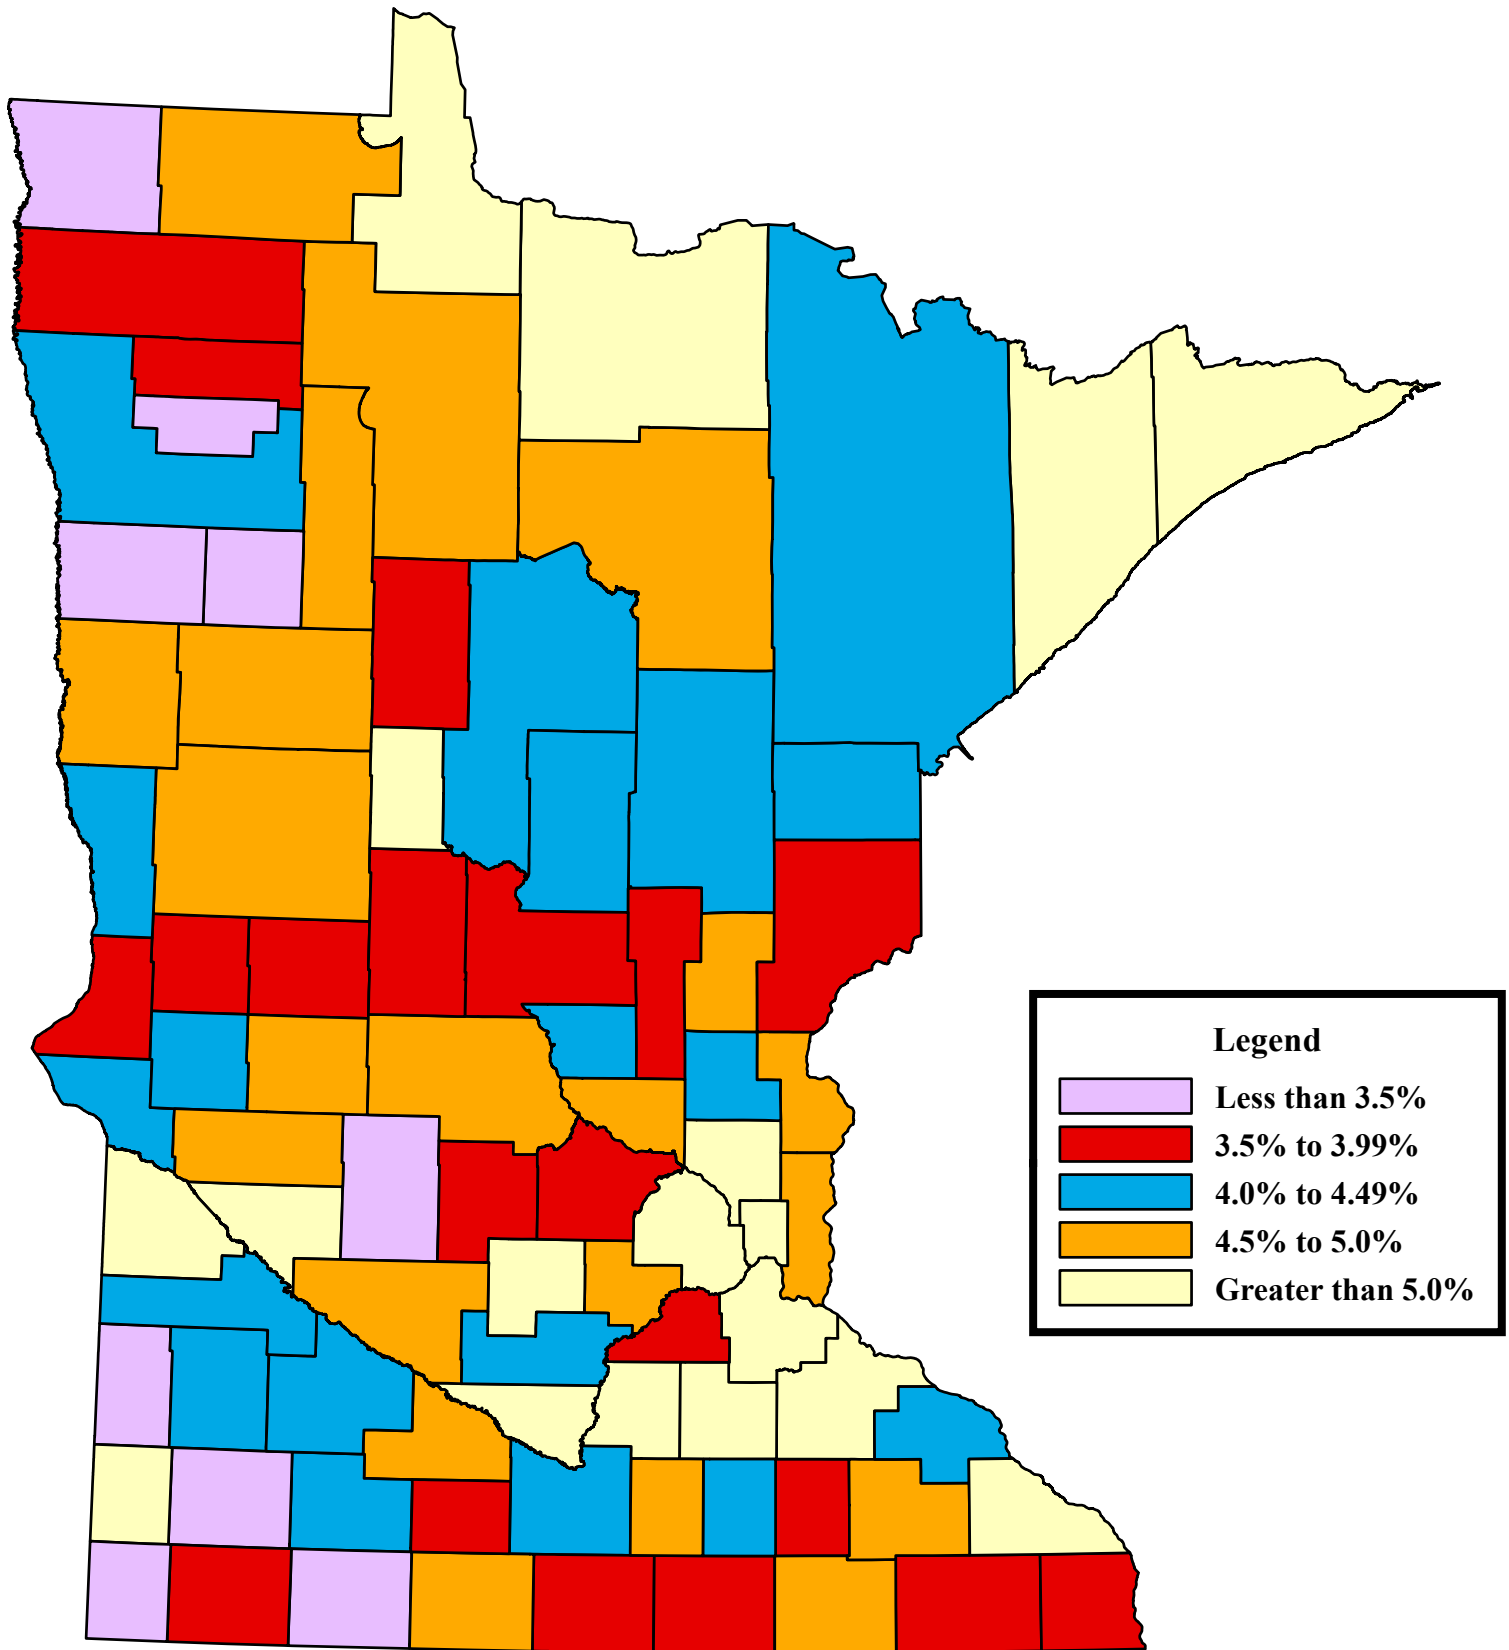 Legend
Less than 3.5%
3.5% to 3.99%
4.0% to 4.49%
4.5% to 5.0%
Greater than 5.0%